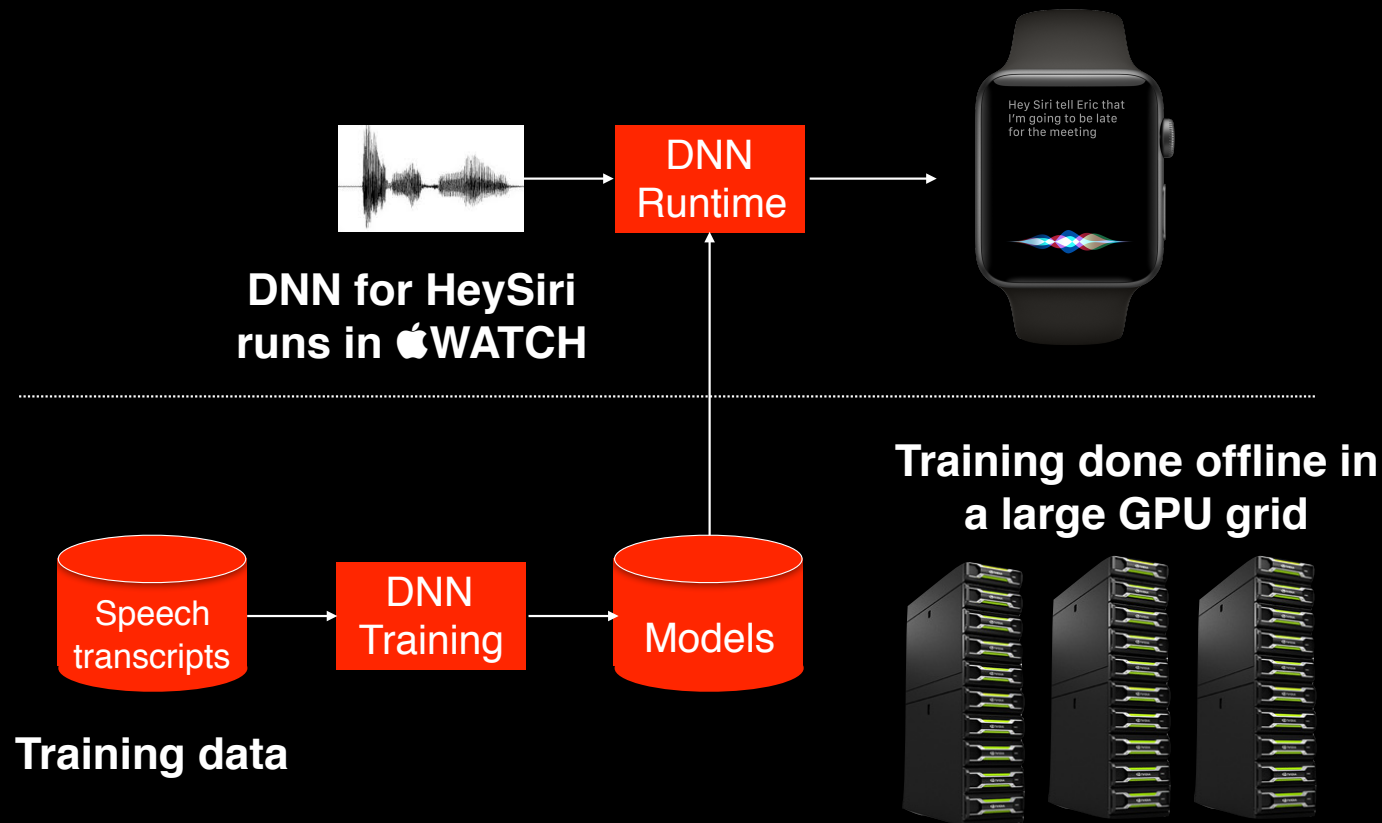 DNN
Runtime
Hey Siri tell Eric that
I'm going to be late
for the meeting
DNN for HeySiri
runs in WATCH
Training done offline in
a large GPU grid
Speech
transcripts
DNN
Training
Models
Training data